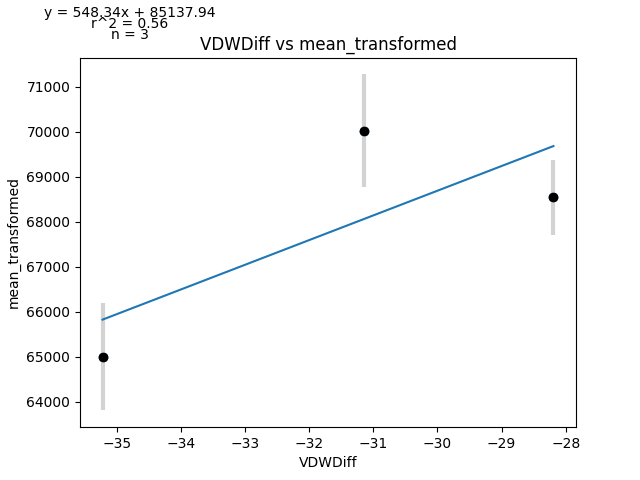 y = 548.34x + 85137.94
r^2 = 0.56
n = 3
VDWDiff vs mean_transformed
mean_transformed
71000
70000
69000
68000
67000
66000
65000
64000
−35 −34 −33 −32 −31 −30 −29 −28
VDWDiff